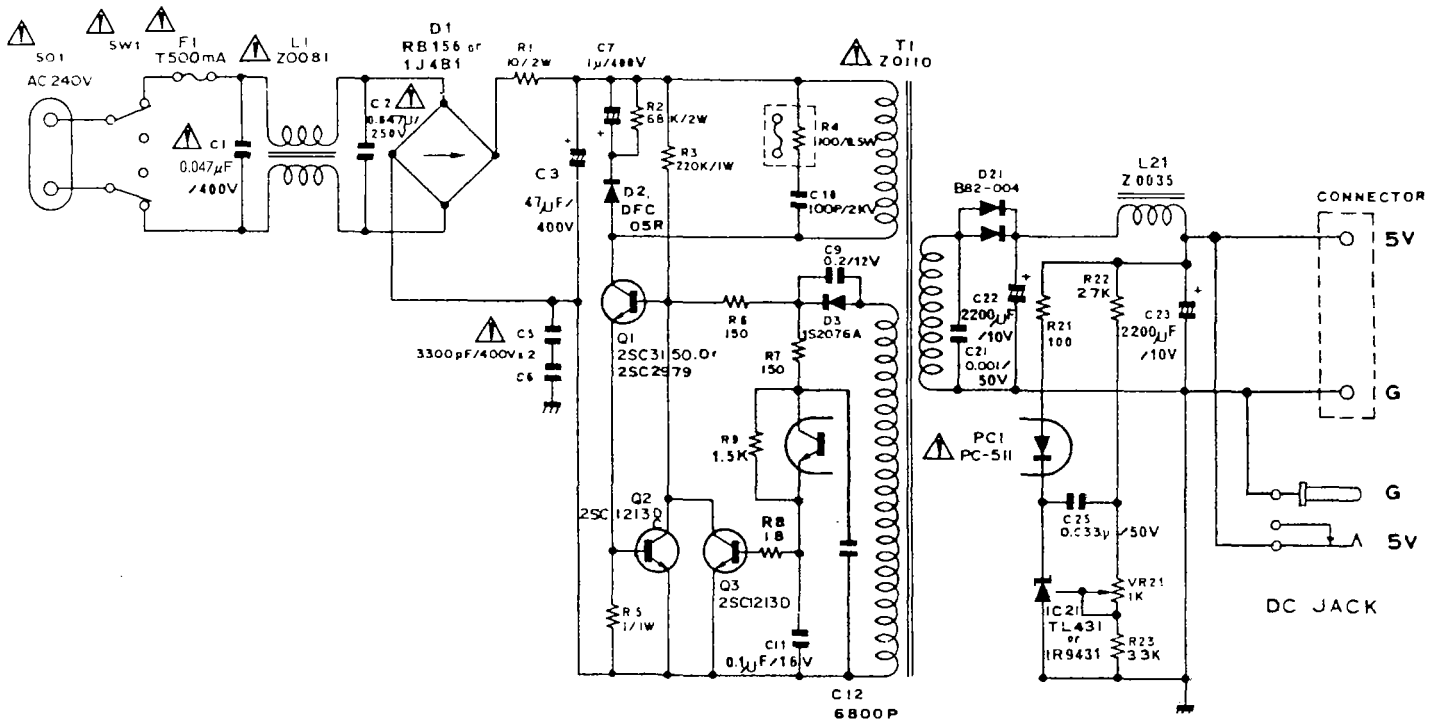 SO1
AC 240V
SW1
F1
T500mA
L1
Z0081
C1
0.047µF
/400V
C2
0.047µ/
250V
D1
RB156 or
1J4B1
R1
10/2W
C7
1µ/400V
R2
68K/2W
R3
220K/1W
C3
47µF/
400V
D2
DFC
05R
R4
100/0.5W
C10
100P/2KV
T1
Z0110
C9
0.2/12V
D3
1S2076A
R6
150
R7
150
Q1
2SC3150.Or
2SC2979
C5
3300pF/400V x 2
C6
R9
1.5K
Q2
2SC1213D
C
R8
18
Q3
2SC1213D
R5
1/1W
C11
0.1µF/16V
C12
6800P
D21
B82-004
L21
Z0035
C22
2200µF
/10V
C21
0.001/
50V
R21
100
R22
2.7K
C23
2200µF
/10V
+
+
+
+
PC1
PC-511
C25
0.033µ/50V
IC21
TL431
or
IR9431
VR21
1K
R23
3.3K
CONNECTOR
5V
G
G
5V
DC JACK